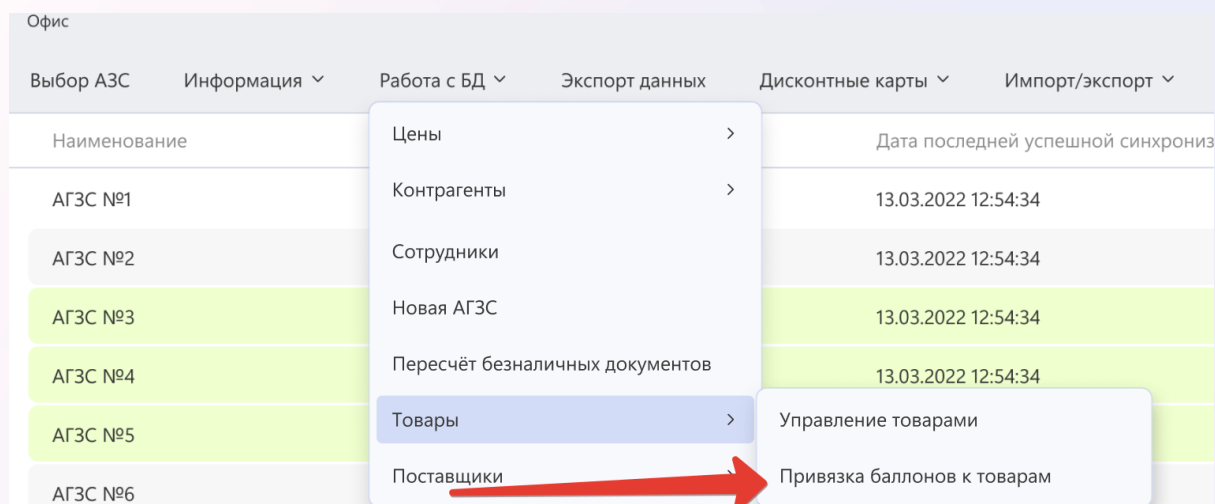 Офис
Выбор АЗС Информация Работа с БД Экспорт данных Дисконтные карты Импорт/экспорт
Наименование Дата последней успешной синхрониз
Цены
АГЗС №1 13.03.2022 12:54:34
Контрагенты
АГЗС №2 13.03.2022 12:54:34
Сотрудники
АГЗС №3 13.03.2022 12:54:34
Новая АГЗС
АГЗС №4 13.03.2022 12:54:34
Пересчёт безналичных документов
АГЗС №5
Товары
Управление товарами
АГЗС №6
Поставщики
Привязка баллонов к товарам